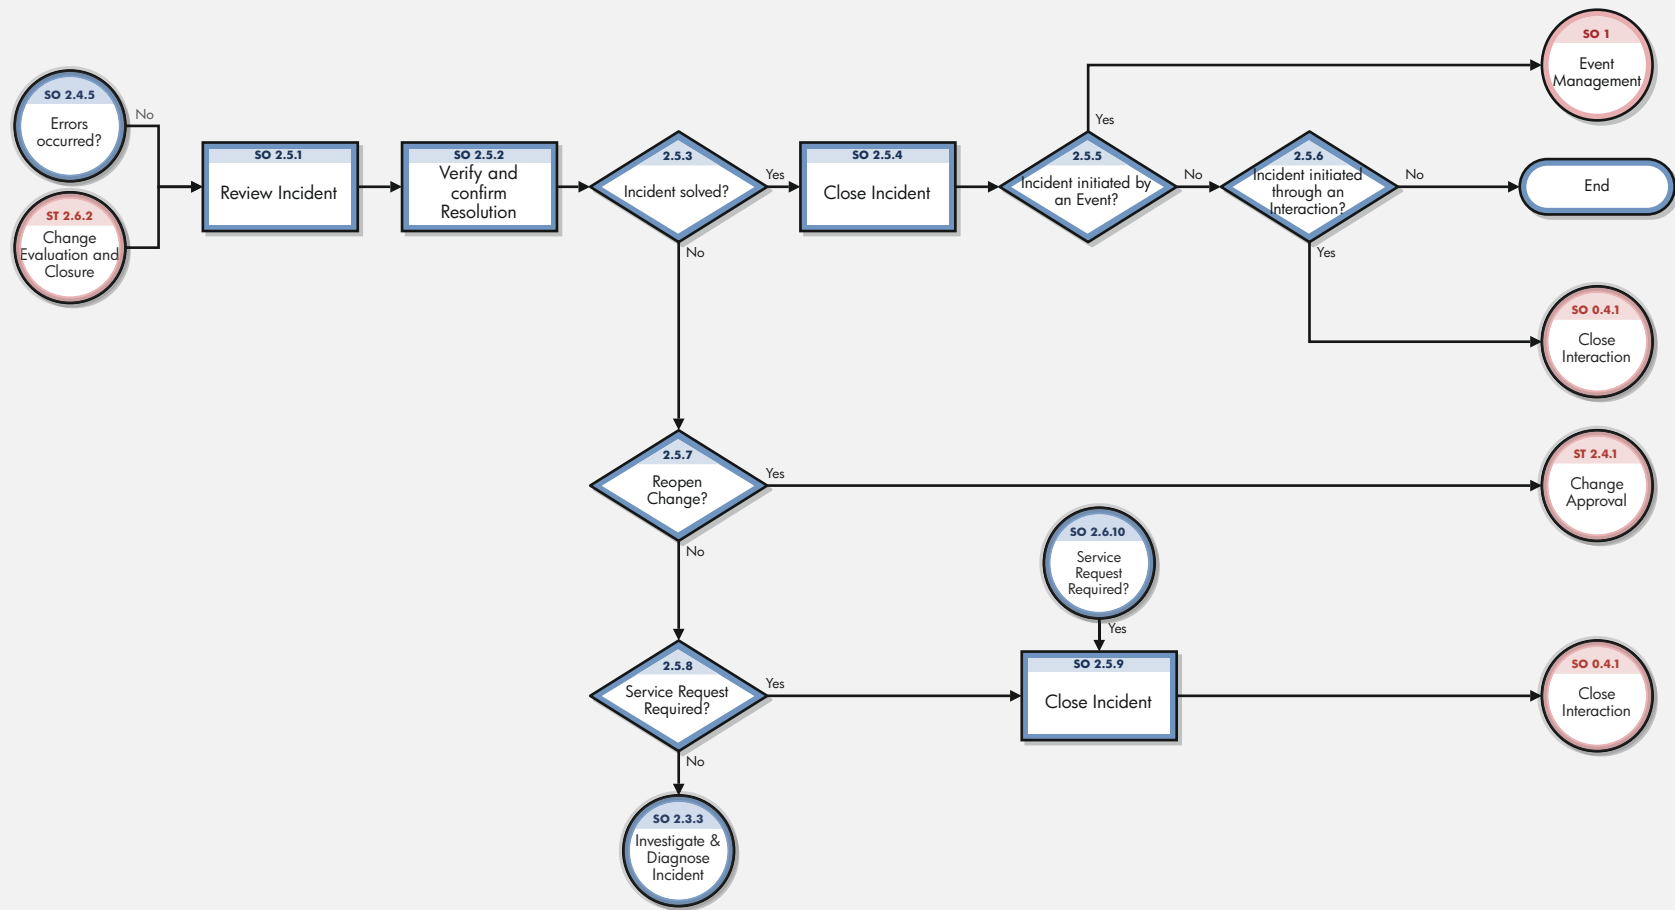 SO 1
Event
Management
SO 2.4.5
Errors
occurred?
No
ST 2.6.2
Change
Evaluation and
Closure
SO 2.5.1
Review Incident
SO 2.5.2
Verify and
confirm
Resolution
2.5.3
Incident solved?
Yes
No
SO 2.5.4
Close Incident
2.5.5
Incident initiated by
an Event?
Yes
No
2.5.6
Incident initiated
through an
Interaction?
No
Yes
End
SO 0.4.1
Close
Interaction
2.5.7
Reopen
Change?
Yes
No
ST 2.4.1
Change
Approval
SO 2.6.10
Service
Request
Required?
Yes
2.5.8
Service Request
Required?
Yes
No
SO 2.5.9
Close Incident
SO 0.4.1
Close
Interaction
SO 2.3.3
Investigate &
Diagnose
Incident